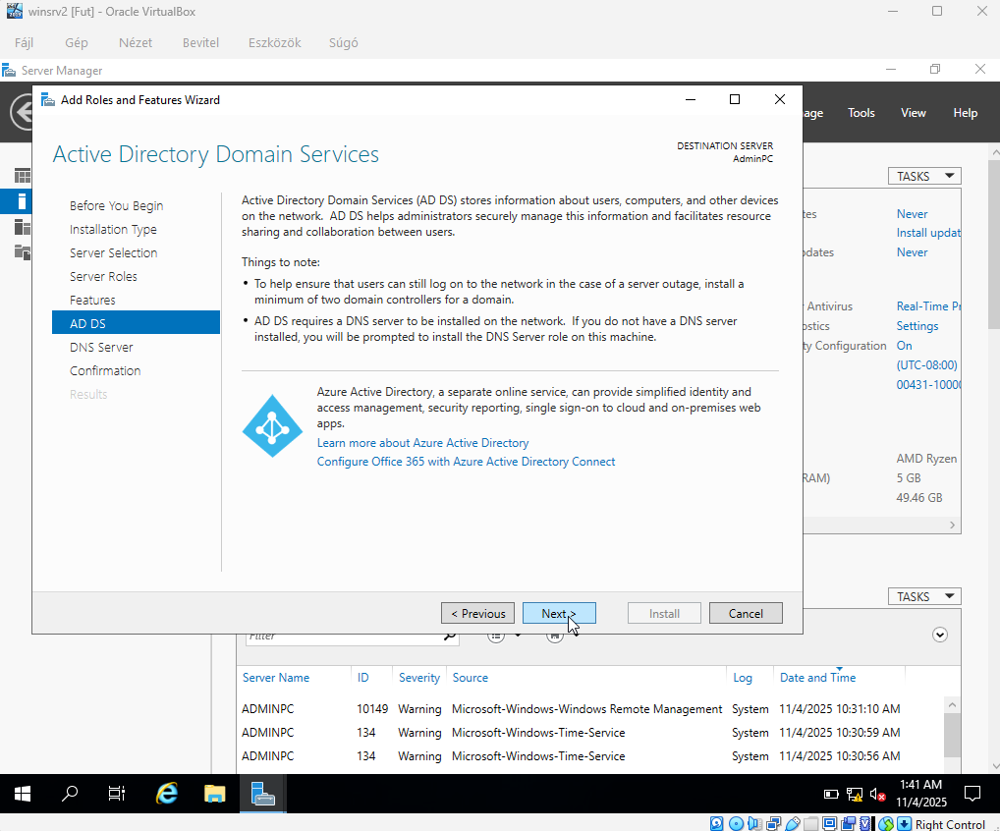 winsrv2 [Fut] - Oracle VirtualBox
Fájl Gép Nézet Bevitel Eszközök Súgó
Server Manager
Add Roles and Features Wizard
age Tools View Help
Active Directory Domain Services
DESTINATION SERVER
AdminPC
TASKS
Before You Begin
Installation Type
Server Selection
Server Roles
Features
AD DS
DNS Server
Confirmation
Results
Active Directory Domain Services (AD DS) stores information about users, computers, and other devices
on the network. AD DS helps administrators securely manage this information and facilitates resource
sharing and collaboration between users.
Things to note:
• To help ensure that users can still log on to the network in the case of a server outage, install a
minimum of two domain controllers for a domain.
• AD DS requires a DNS server to be installed on the network. If you do not have a DNS server
installed, you will be prompted to install the DNS Server role on this machine.
Azure Active Directory, a separate online service, can provide simplified identity and
access management, security reporting, single sign-on to cloud and on-premises web
apps.
Learn more about Azure Active Directory
Configure Office 365 with Azure Active Directory Connect
< Previous Next > Install Cancel
tes Never
Install updat
pdates Never
Antivirus Real-Time Pr
ostics Settings
ty Configuration On
(UTC-08:00)
00431-1000
AMD Ryzen
RAM) 5 GB
49.46 GB
TASKS
Filter
Server Name ID Severity Source Log Date and Time
ADMINPC 10149 Warning Microsoft-Windows-Windows Remote Management System 11/4/2025 10:31:10 AM
ADMINPC 134 Warning Microsoft-Windows-Time-Service System 11/4/2025 10:30:59 AM
ADMINPC 134 Warning Microsoft-Windows-Time-Service System 11/4/2025 10:30:56 AM
1:41 AM
11/4/2025
Right Control